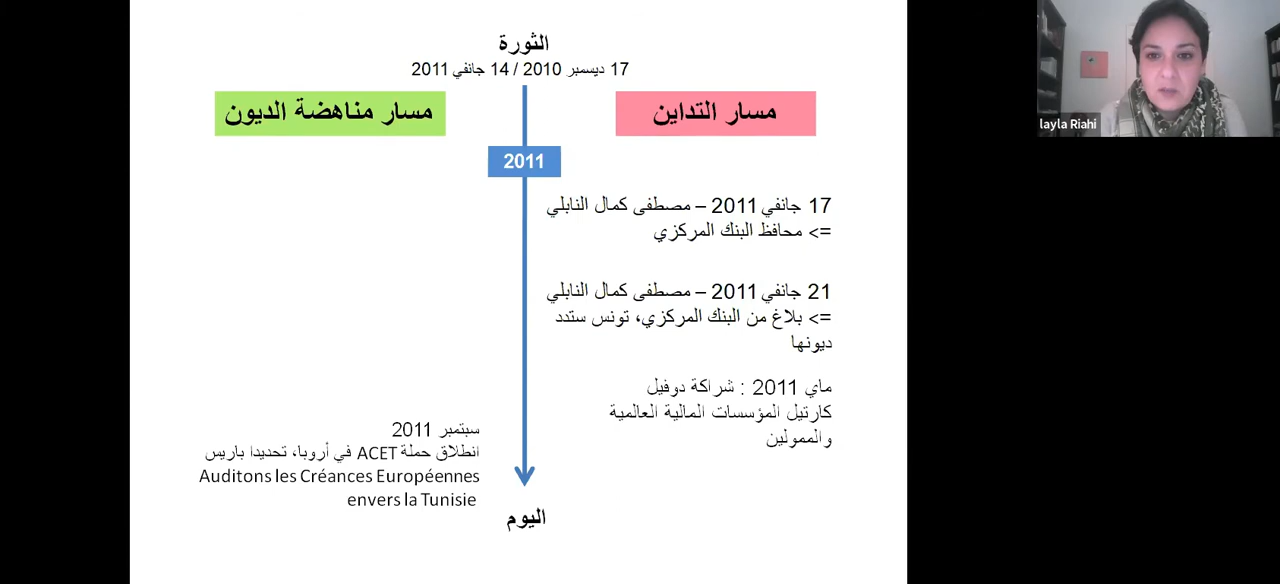 الثورة
17 ديسمبر 2010 / 14 جانفي 2011
مسار التداين
مسار مناهضة الديون
2011
17 جانفي 2011 – مصطفى كمال النابلي
=> محافظ البنك المركزي
21 جانفي 2011 – مصطفى كمال النابلي
=> بلاغ من البنك المركزي، تونس ستدد
ديونها
ماي 2011 : شراكة دوفيل
كارتيل المؤسسات المالية العالمية
والممولين
سبتمبر 2011
انطلاق حملة ACET في أروبا، تحديدا باريس
Auditons les Créances Européennes
envers la Tunisie
اليوم
layla Riahi